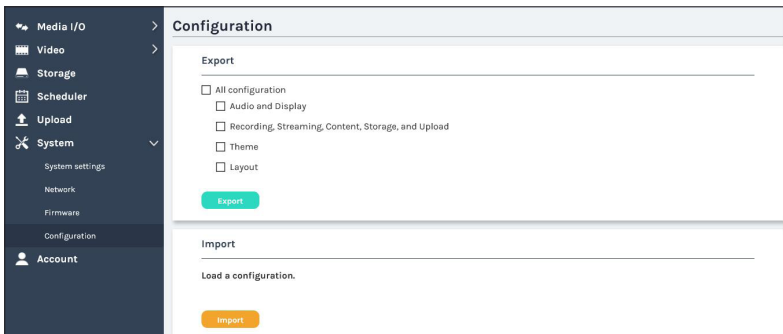 Media I/O
Video
Storage
Scheduler
Upload
System
System settings
Network
Firmware
Configuration
Account
Configuration
Export
All configuration
Audio and Display
Recording, Streaming, Content, Storage, and Upload
Theme
Layout
Export
Import
Load a configuration.
Import